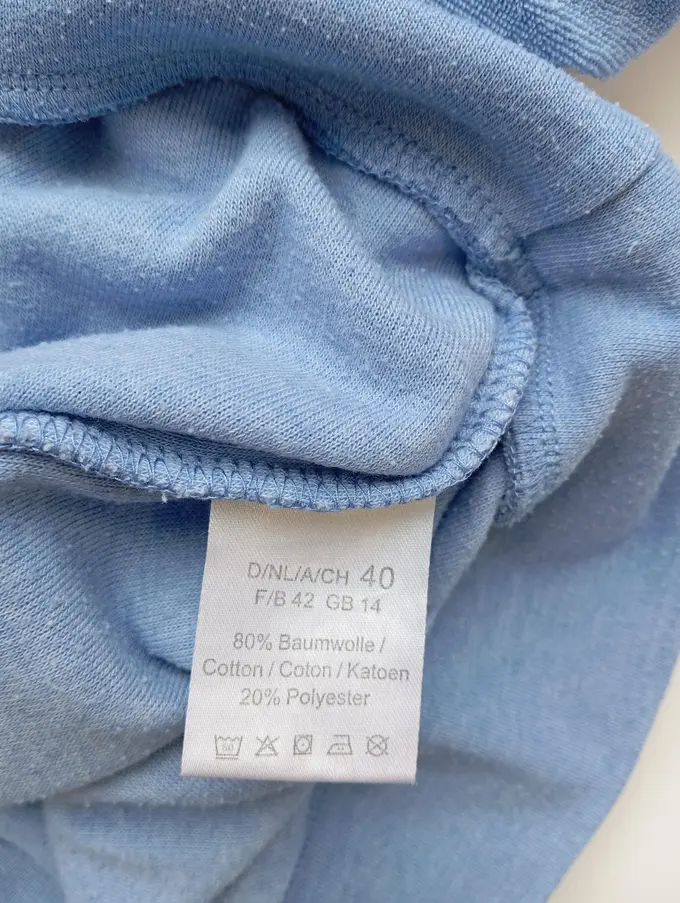 D/NL/A/CH 40
F/B 42 GB 14
80% Baumwolle /
Cotton / Coton / Katoen
20% Polyester